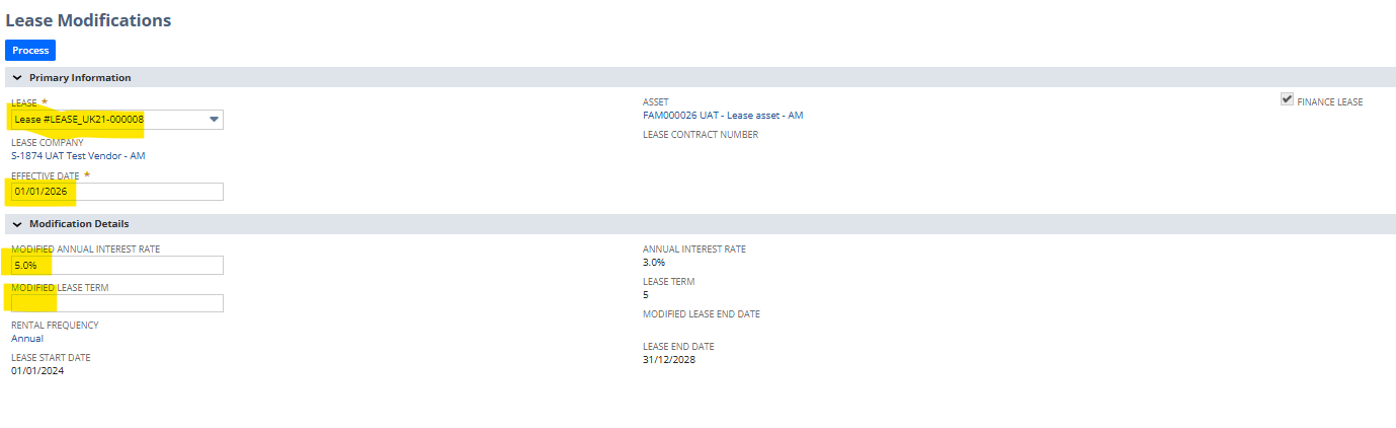 Lease Modifications
Process
Primary Information
LEASE *
Lease #LEASE_UK21-000008
LEASE COMPANY
S-1874 UAT Test Vendor - AM
EFFECTIVE DATE *
01/01/2026
ASSET
FAM000026 UAT - Lease asset - AM
LEASE CONTRACT NUMBER
FINANCE LEASE
Modification Details
MODIFIED ANNUAL INTEREST RATE
5.0%
MODIFIED LEASE TERM
RENTAL FREQUENCY
Annual
LEASE START DATE
01/01/2024
ANNUAL INTEREST RATE
3.0%
LEASE TERM
5
MODIFIED LEASE END DATE
LEASE END DATE
31/12/2028